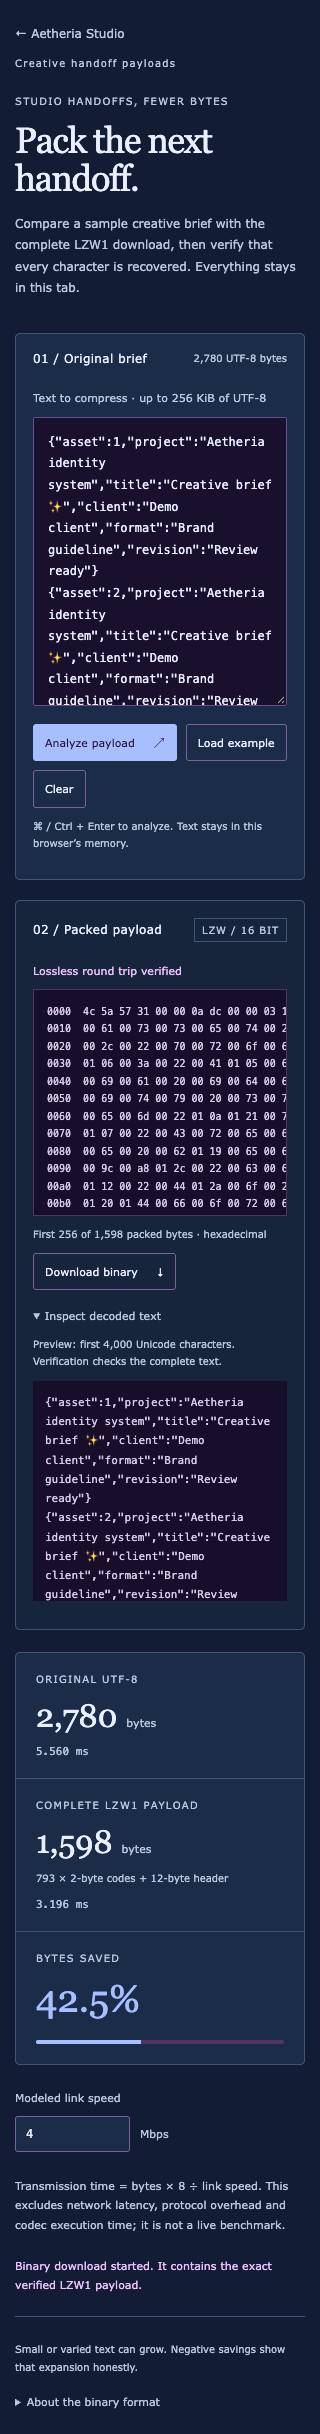 ← Aetheria Studio
Creative handoff payloads
STUDIO HANDOFFS, FEWER BYTES
Pack the next
handoff.
Compare a sample creative brief with the
complete LZW1 download, then verify that
every character is recovered. Everything stays
in this tab.
01 / Original brief
2,780 UTF-8 bytes
Text to compress · up to 256 KiB of UTF-8
{"asset":1,"project":"Aetheria
identity
system","title":"Creative brief
✨","client":"Demo
client","format":"Brand
guideline","revision":"Review
ready"}
{"asset":2,"project":"Aetheria
identity
system","title":"Creative brief
✨","client":"Demo
client","format":"Brand
guideline","revision":"Review
Analyze payload ↗
Load example
Clear
⌘ / Ctrl + Enter to analyze. Text stays in this
browser's memory.
02 / Packed payload
LZW / 16 BIT
Lossless round trip verified
0000 4c 5a 57 31 00 00 0a dc 00 00 03 1
0010 00 61 00 73 00 73 00 65 00 74 00 2
0020 00 2c 00 22 00 70 00 72 00 6f 00 6
0030 01 06 00 3a 00 22 00 41 01 05 00 6
0040 00 69 00 61 00 20 00 69 00 64 00 6
0050 00 69 00 74 00 79 00 20 00 73 00 7
0060 00 65 00 6d 00 22 01 0a 01 21 00 7
0070 01 07 00 22 00 43 00 72 00 65 00 6
0080 00 65 00 20 00 62 01 19 00 65 00 6
0090 00 9c 00 a8 01 2c 00 22 00 63 00 6
00a0 01 12 00 22 00 44 01 2a 00 6f 00 2
00b0 01 20 01 44 00 66 00 6f 00 72 00 6
First 256 of 1,598 packed bytes · hexadecimal
Download binary ↓
▼ Inspect decoded text
Preview: first 4,000 Unicode characters.
Verification checks the complete text.
{"asset":1,"project":"Aetheria
identity system","title":"Creative
brief ✨","client":"Demo
client","format":"Brand
guideline","revision":"Review
ready"}
{"asset":2,"project":"Aetheria
identity system","title":"Creative
brief ✨","client":"Demo
client","format":"Brand
guideline","revision":"Review
ORIGINAL UTF-8
2,780 bytes
5.560 ms
COMPLETE LZW1 PAYLOAD
1,598 bytes
793 × 2-byte codes + 12-byte header
3.196 ms
BYTES SAVED
42.5%
Modeled link speed
4
Mbps
Transmission time = bytes × 8 ÷ link speed. This
excludes network latency, protocol overhead and
codec execution time; it is not a live benchmark.
Binary download started. It contains the exact
verified LZW1 payload.
Small or varied text can grow. Negative savings show
that expansion honestly.
▶ About the binary format